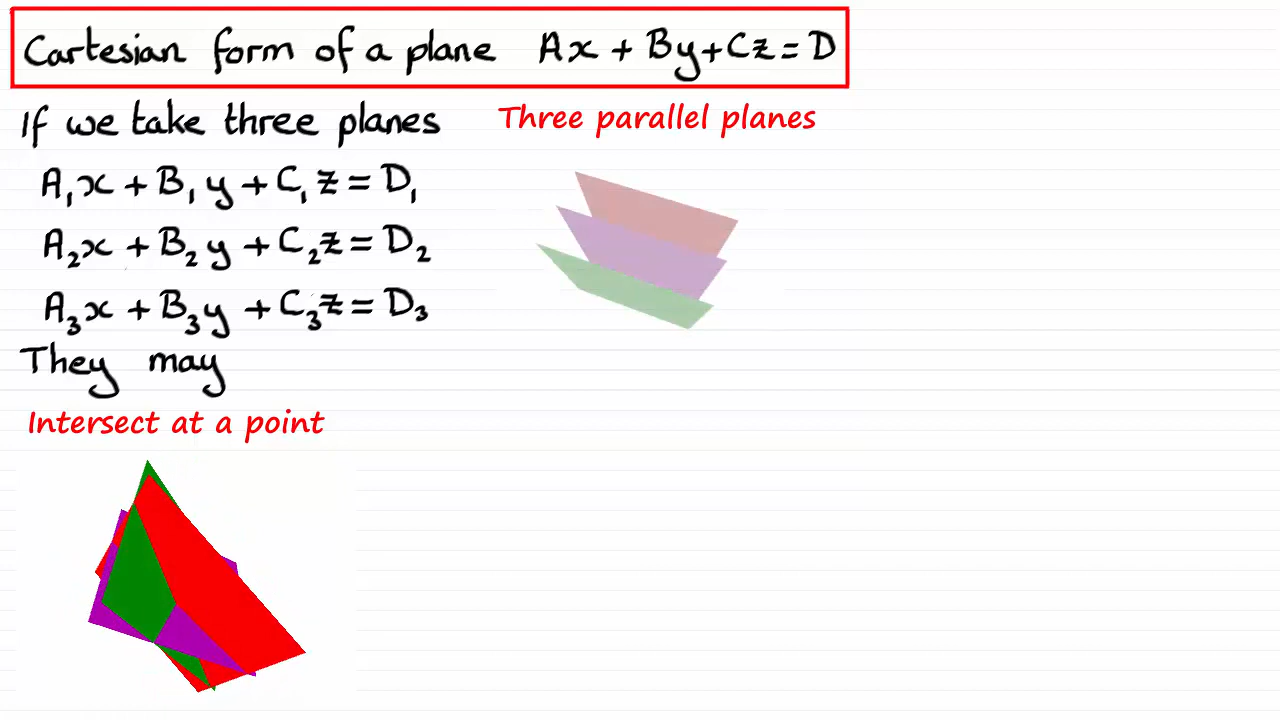 Cartesian form of a plane Ax + By + Cz = D
If we take three planes
A₁x + B₁y + C₁z = D₁
A₂x + B₂y + C₂z = D₂
A₃x + B₃y + C₃z = D₃
They may
Intersect at a point
Three parallel planes